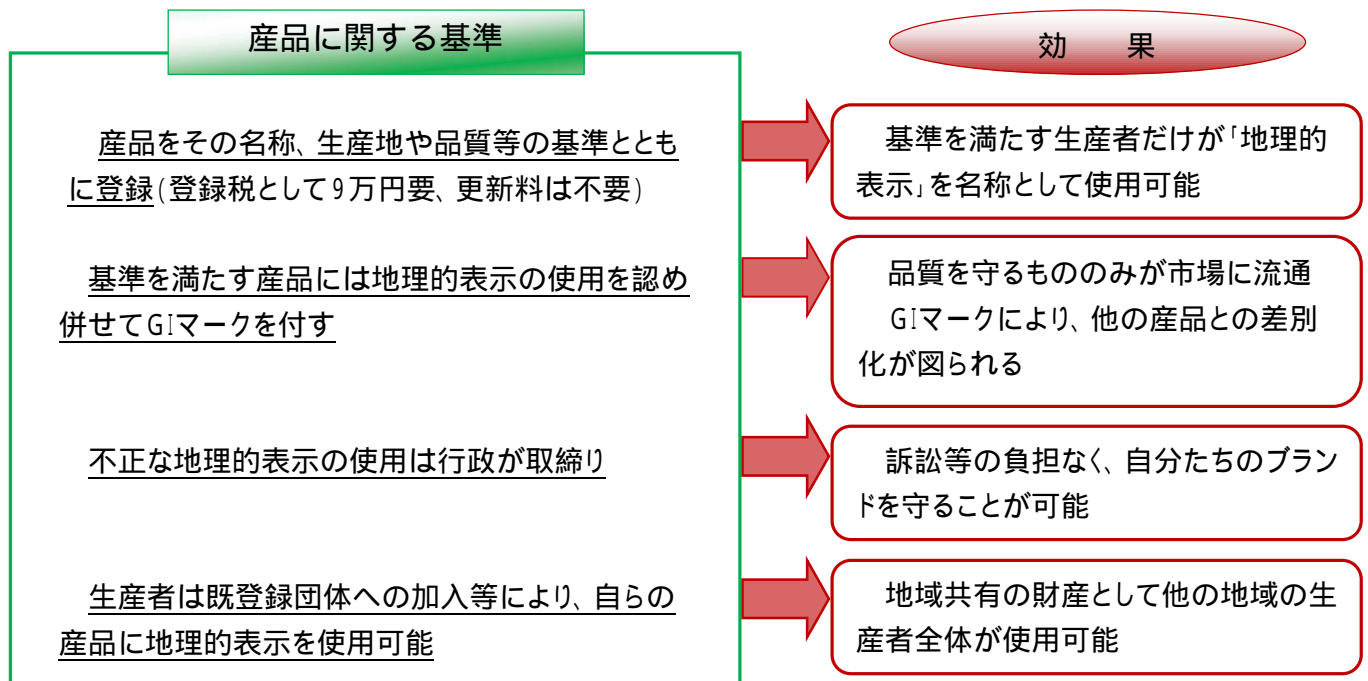 産品に関する基準
効　果
産品をその名称、生産地や品質等の基準ととも
に登録(登録税として9万円要、更新料は不要)
基準を満たす生産者だけが「地理的
表示」を名称として使用可能
基準を満たす産品には地理的表示の使用を認め
併せてGIマークを付す
品質を守るもののみが市場に流通
GIマークにより、他の産品との差別
化が図られる
不正な地理的表示の使用は行政が取締り
訴訟等の負担なく、自分たちのブラン
ドを守ることが可能
生産者は既登録団体への加入等により、自らの
産品に地理的表示を使用可能
地域共有の財産として他の地域の生
産者全体が使用可能